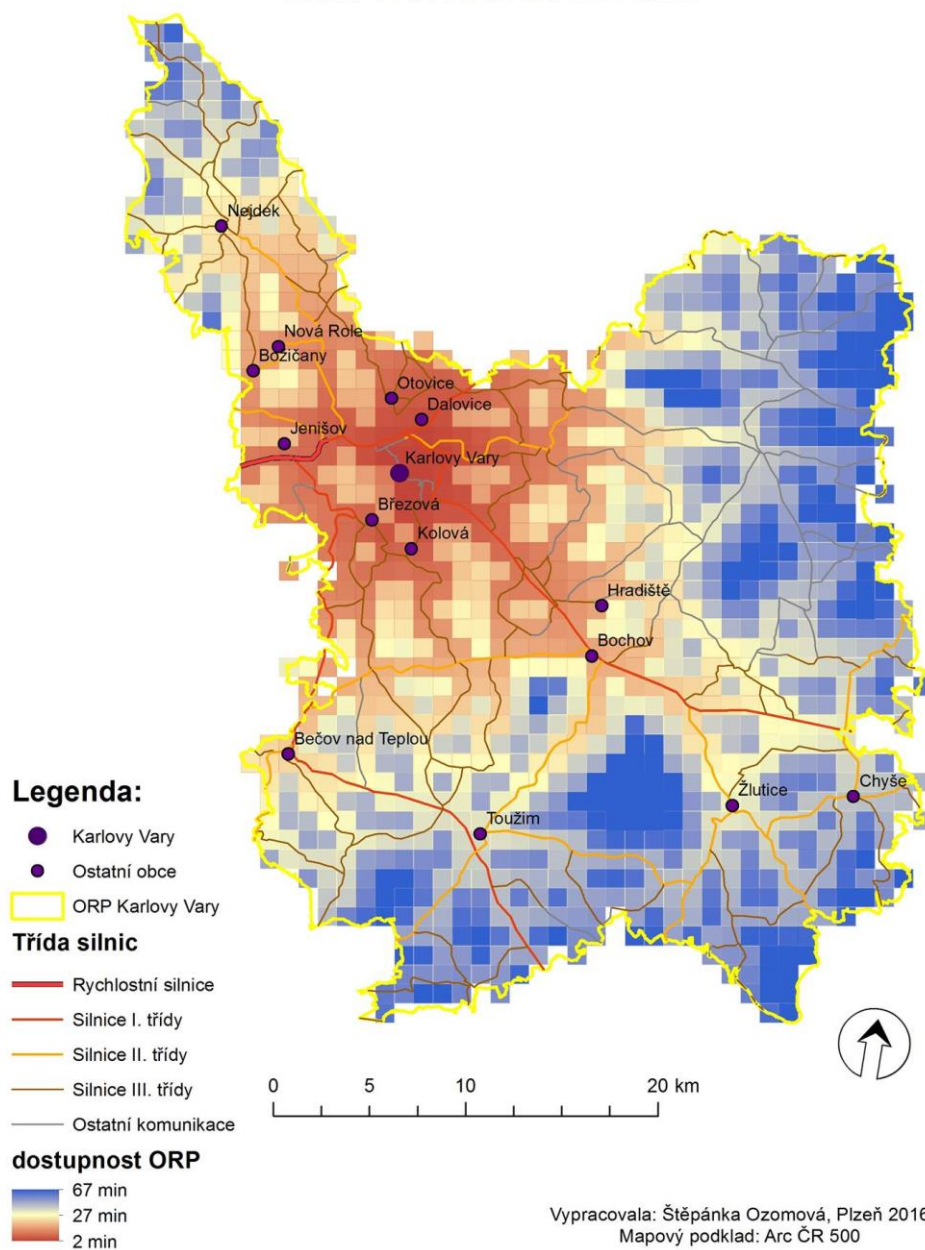 Nejdek
Nová Role
Božičany
Otovice
Dalovice
Jenišov
Karlovy Vary
Březová
Kolová
Hradiště
Bochov
Bečov nad Teplou
Žlutice
Chyše
Toužim
Legenda:
Karlovy Vary
Ostatní obce
ORP Karlovy Vary
Třída silnic
Rychlostní silnice
Silnice I. třídy
Silnice II. třídy
Silnice III. třídy
Ostatní komunikace
dostupnost ORP
67 min
27 min
2 min
0 5 10 20 km
Vypracovala: Štěpánka Ozomová, Plzeň 2016
Mapový podklad: Arc ČR 500